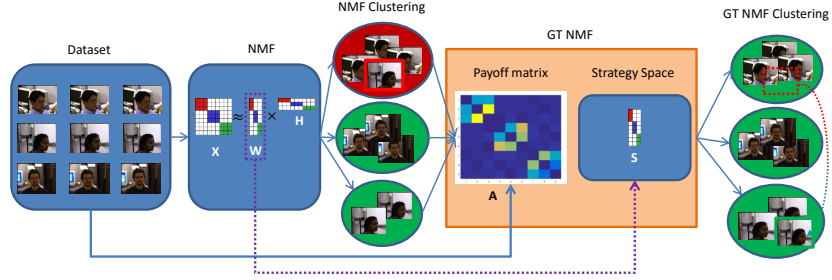 NMF Clustering
GT NMF Clustering
Dataset
NMF
GT NMF
Payoff matrix
Strategy Space
≈
×
H
X
W
S
A